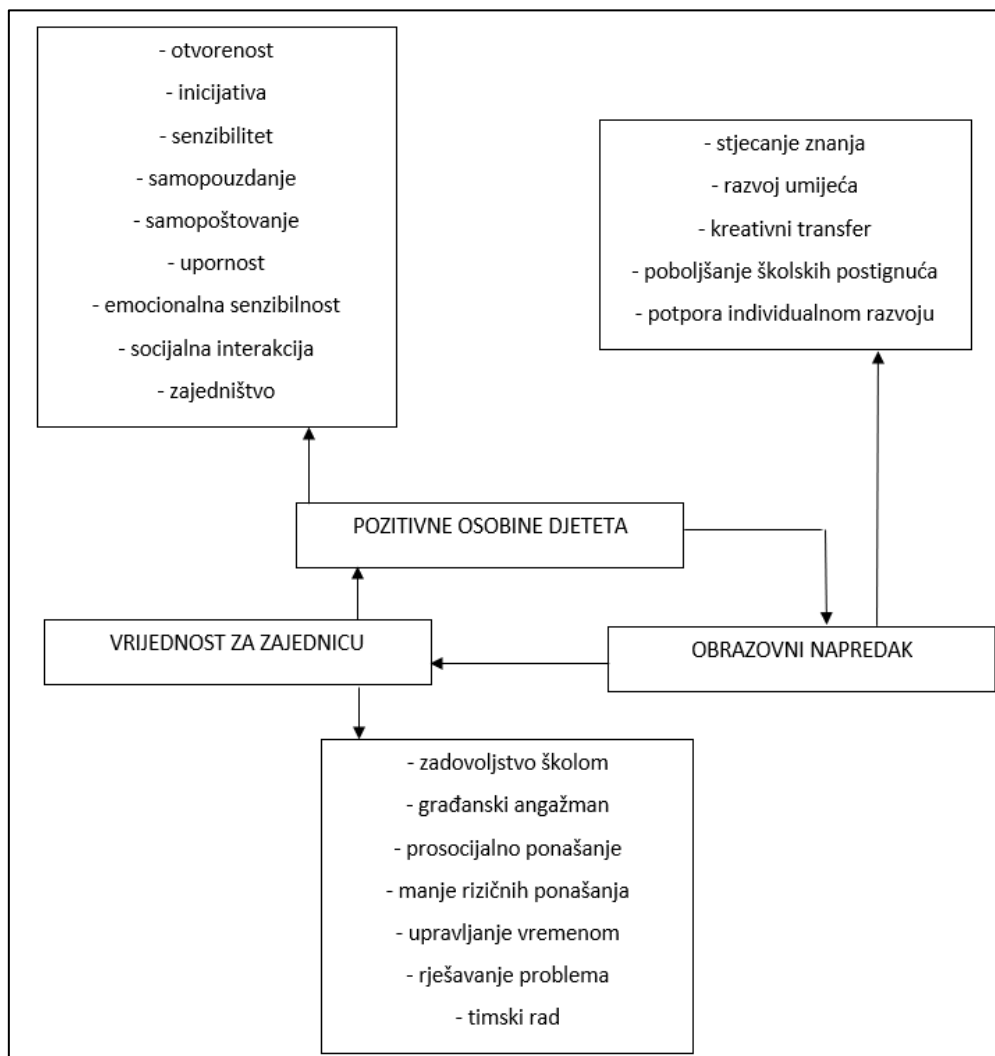 - otvorenost
- inicijativa
- senzibilitet
- samopouzdanje
- samopoštovanje
- upornost
- emocionalna senzibilnost
- socijalna interakcija
- zajedništvo
- stjecanje znanja
- razvoj umijeća
- kreativni transfer
- poboljšanje školskih postignuća
- potpora individualnom razvoju
POZITIVNE OSOBINE DJETETA
VRIJEDNOST ZA ZAJEDNICU
OBRAZOVNI NAPREDAK
- zadovoljstvo školom
- građanski angažman
- prosocijalno ponašanje
- manje rizičnih ponašanja
- upravljanje vremenom
- rješavanje problema
- timski rad